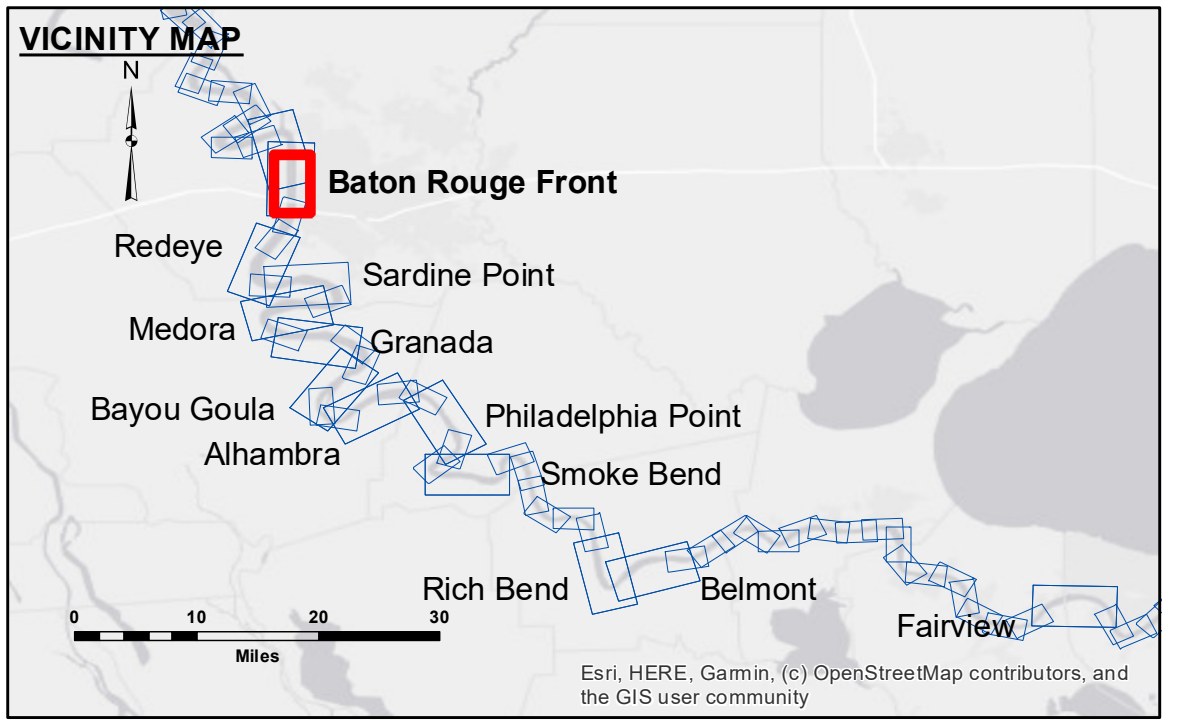 VICINITY MAP
N
Baton Rouge Front
Redeye
Sardine Point
Medora
Granada
Bayou Goula
Philadelphia Point
Alhambra
Smoke Bend
Rich Bend
Belmont
Fairview
0 10 20 30
Miles
Esri, HERE, Garmin, (c) OpenStreetMap contributors, and
the GIS user community